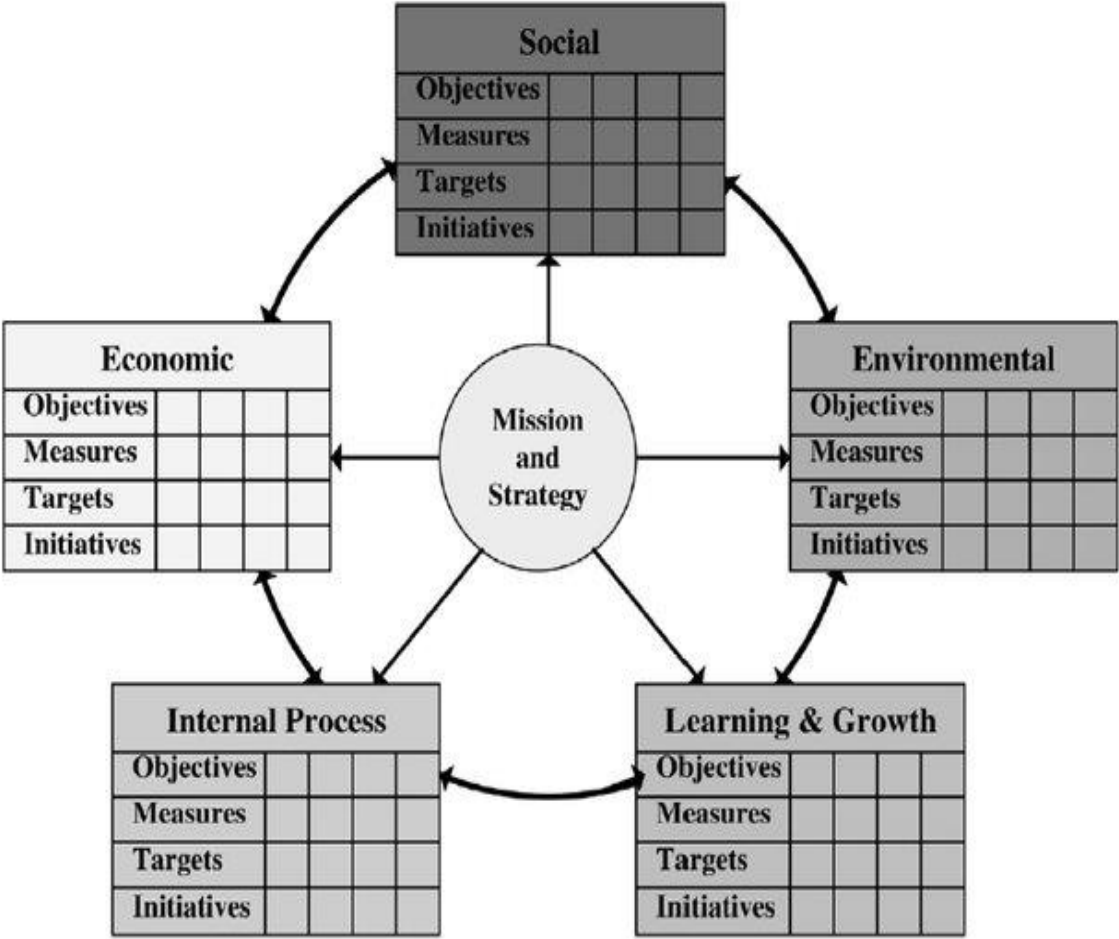 Social
Objectives
Measures
Targets
Initiatives
Economic
Objectives
Measures
Targets
Initiatives
Mission
and
Strategy
Environmental
Objectives
Measures
Targets
Initiatives
Internal Process
Objectives
Measures
Targets
Initiatives
Learning & Growth
Objectives
Measures
Targets
Initiatives